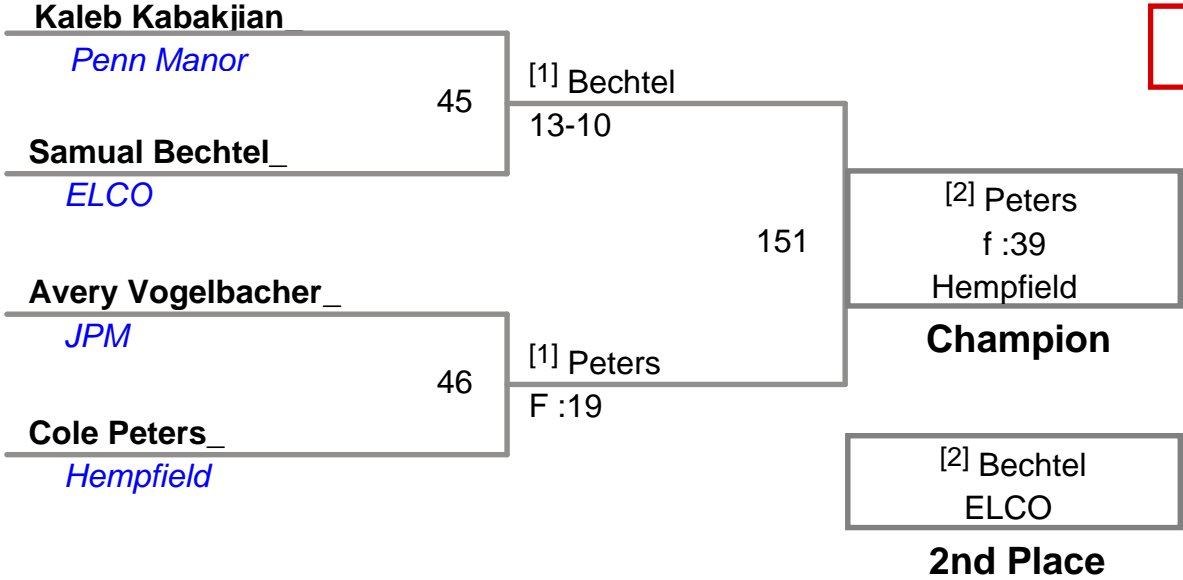 Kaleb Kabakjian_
Penn Manor
45
[1] Bechtel
13-10
Samual Bechtel_
ELCO
151
[2] Peters
f :39
Hempfield
Champion
Avery Vogelbacher_
JPM
46
[1] Peters
F :19
Cole Peters_
Hempfield
[2] Bechtel
ELCO
2nd Place